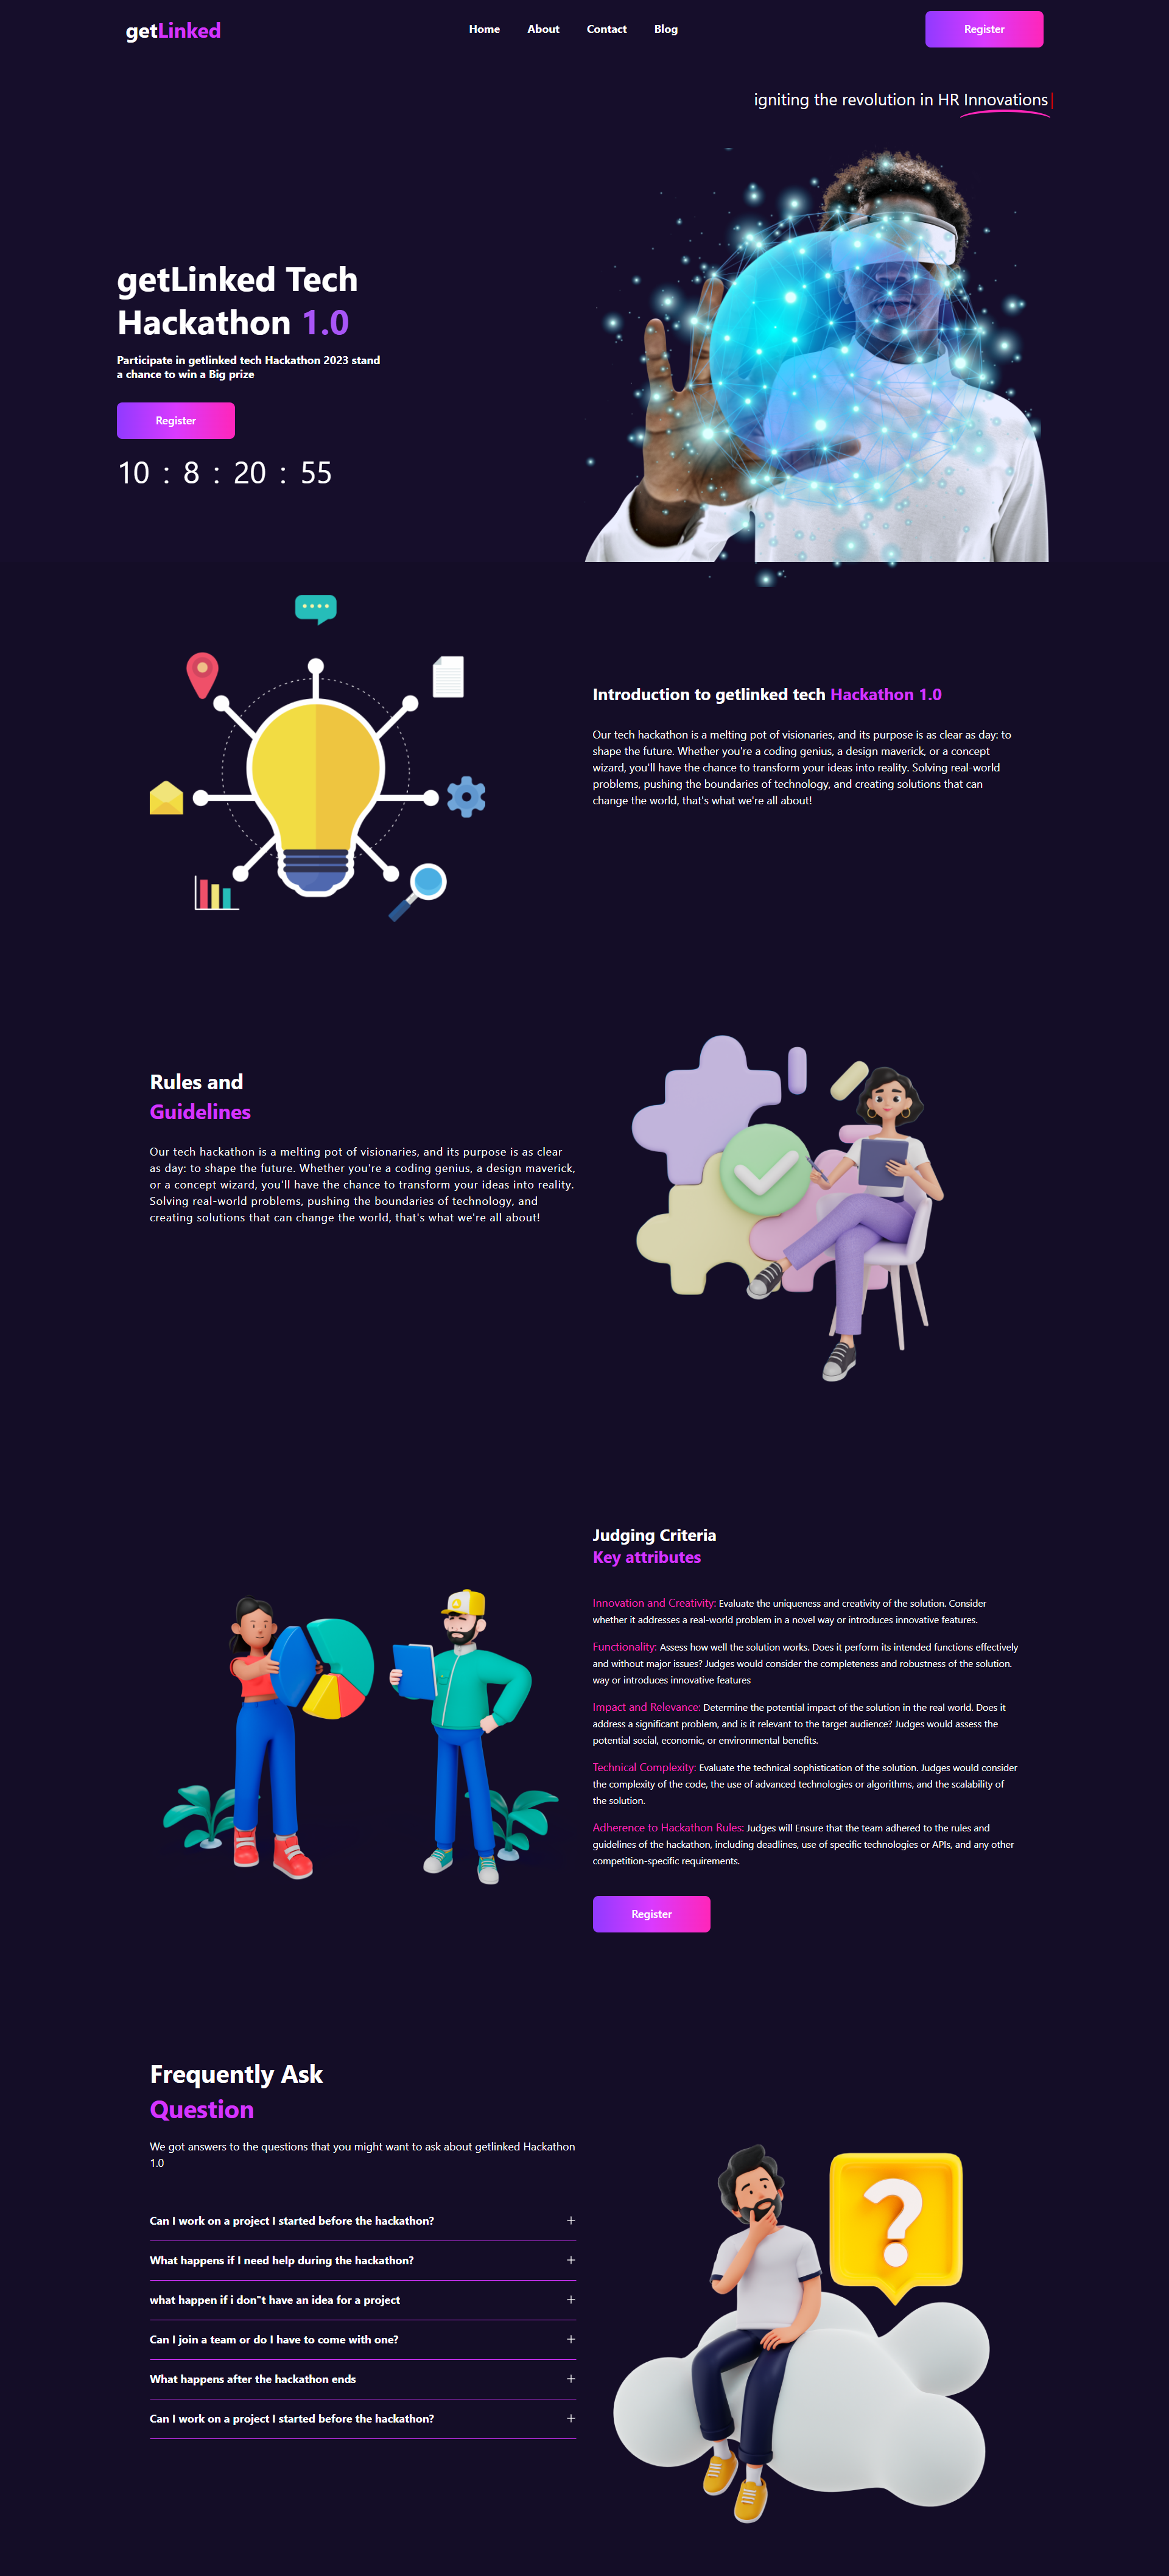 getLinked
Home About Contact Blog
Register
igniting the revolution in HR Innovations
getLinked Tech
Hackathon 1.0
Participate in getlinked tech Hackathon 2023 stand
a chance to win a Big prize
Register
10 : 8 : 20 : 55
Introduction to getlinked tech Hackathon 1.0
Our tech hackathon is a melting pot of visionaries, and its purpose is as clear as day: to
shape the future. Whether you're a coding genius, a design maverick, or a concept
wizard, you'll have the chance to transform your ideas into reality. Solving real-world
problems, pushing the boundaries of technology, and creating solutions that can
change the world, that's what we're all about!
Rules and
Guidelines
Our tech hackathon is a melting pot of visionaries, and its purpose is as clear
as day: to shape the future. Whether you're a coding genius, a design maverick,
or a concept wizard, you'll have the chance to transform your ideas into reality.
Solving real-world problems, pushing the boundaries of technology, and
creating solutions that can change the world, that's what we're all about!
Judging Criteria
Key attributes
Innovation and Creativity: Evaluate the uniqueness and creativity of the solution. Consider
whether it addresses a real-world problem in a novel way or introduces innovative features.
Functionality: Assess how well the solution works. Does it perform its intended functions effectively
and without major issues? Judges would consider the completeness and robustness of the solution.
way or introduces innovative features
Impact and Relevance: Determine the potential impact of the solution in the real world. Does it
address a significant problem, and is it relevant to the target audience? Judges would assess the
potential social, economic, or environmental benefits.
Technical Complexity: Evaluate the technical sophistication of the solution. Judges would consider
the complexity of the code, the use of advanced technologies or algorithms, and the scalability of
the solution.
Adherence to Hackathon Rules: Judges will Ensure that the team adhered to the rules and
guidelines of the hackathon, including deadlines, use of specific technologies or APIs, and any other
competition-specific requirements.
Register
Frequently Ask
Question
We got answers to the questions that you might want to ask about getlinked Hackathon
1.0
Can I work on a project I started before the hackathon? +
What happens if I need help during the hackathon? +
what happen if i don"t have an idea for a project +
Can I join a team or do I have to come with one? +
What happens after the hackathon ends +
Can I work on a project I started before the hackathon? +
?